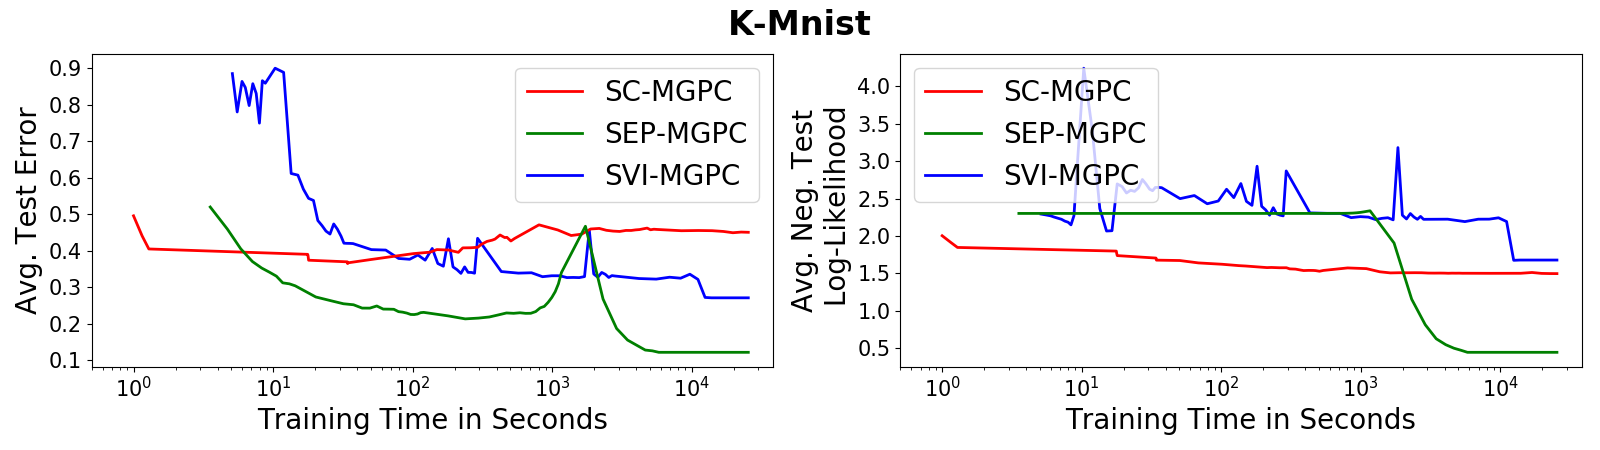 K-Mnist
Avg. Test Error
0.9
0.8
0.7
0.6
0.5
0.4
0.3
0.2
0.1
SC-MGPC
SEP-MGPC
SVI-MGPC
10^0 10^1 10^2 10^3 10^4
Training Time in Seconds
Avg. Neg. Test
Log-Likelihood
4.0
3.5
3.0
2.5
2.0
1.5
1.0
0.5
SC-MGPC
SEP-MGPC
SVI-MGPC
10^0 10^1 10^2 10^3 10^4
Training Time in Seconds